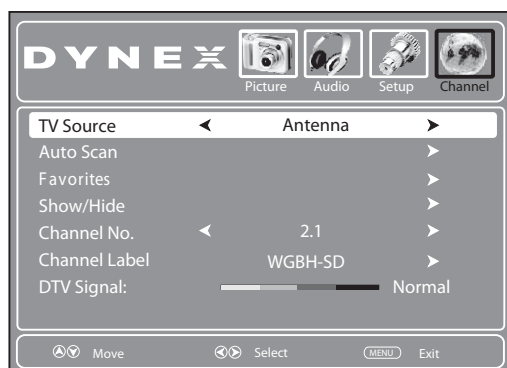 DYNEX
Picture Audio Setup Channel
TV Source Antenna
Auto Scan
Favorites
Show/Hide
Channel No. 2.1
Channel Label WGBH-SD
DTV Signal: Normal
Move Select MENU Exit